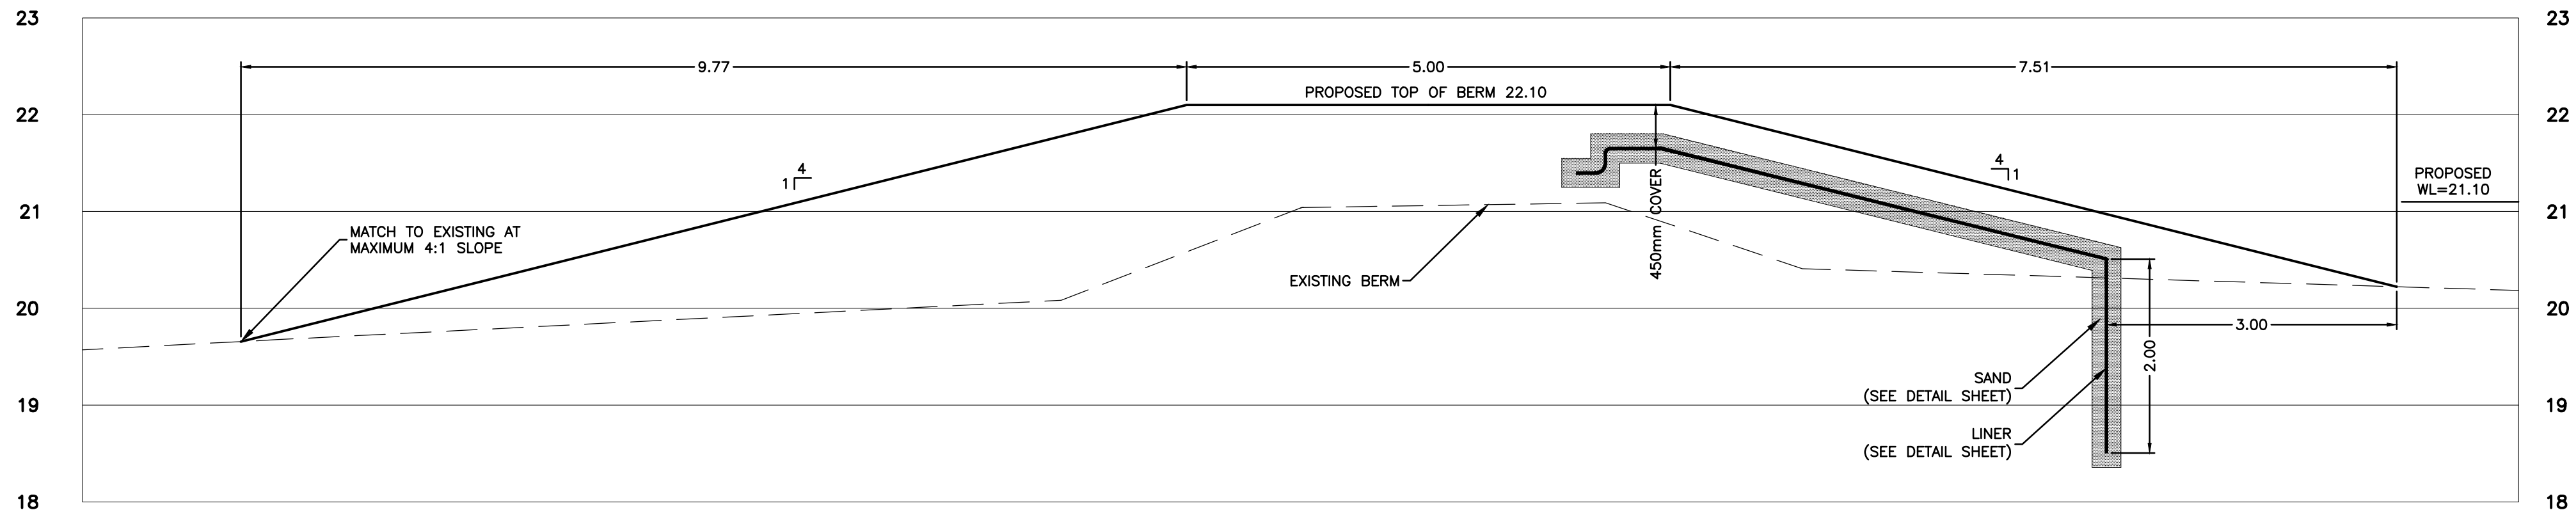 23
23
9.77
5.00
7.51
PROPOSED TOP OF BERM 22.10
22
22
4
1
4
1
PROPOSED
WL=21.10
450mm COVER
21
21
MATCH TO EXISTING AT
MAXIMUM 4:1 SLOPE
EXISTING BERM
20
20
3.00
2.00
SAND
(SEE DETAIL SHEET)
19
19
LINER
(SEE DETAIL SHEET)
18
18